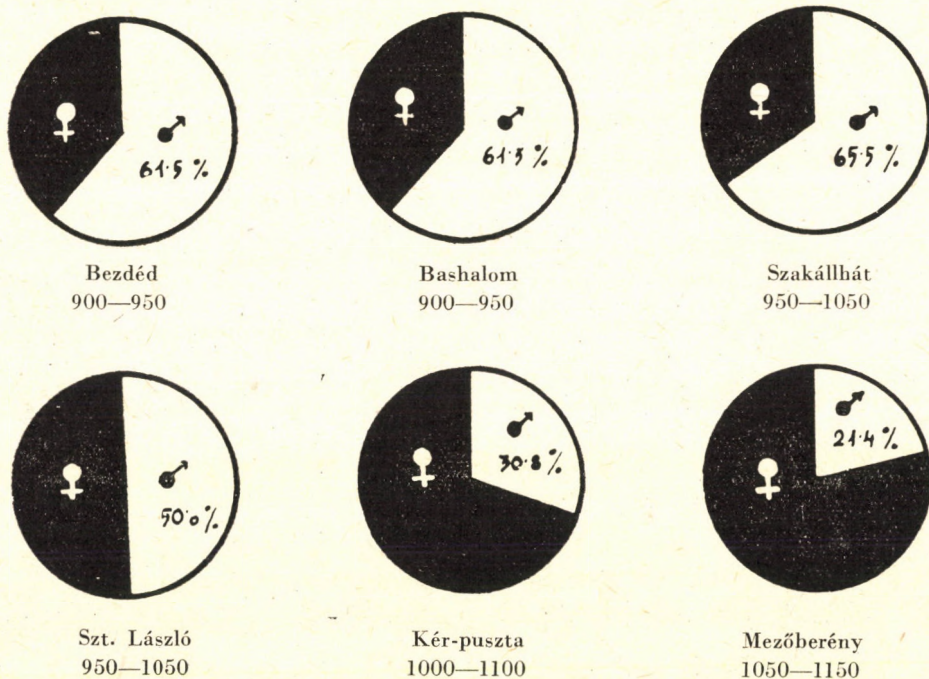 ♀ ♂ 61·5 %
♀ ♂ 61·3 %
♀ ♂ 65·5 %
Bezdéd
900—950
Bashalom
900—950
Szakállhát
950—1050
♀ ♂ 50·0 %
♀ ♂ 30·8 %
♀ ♂ 21·4 %
Szt. László
950—1050
Kér-puszta
1000—1100
Mezőberény
1050—1150